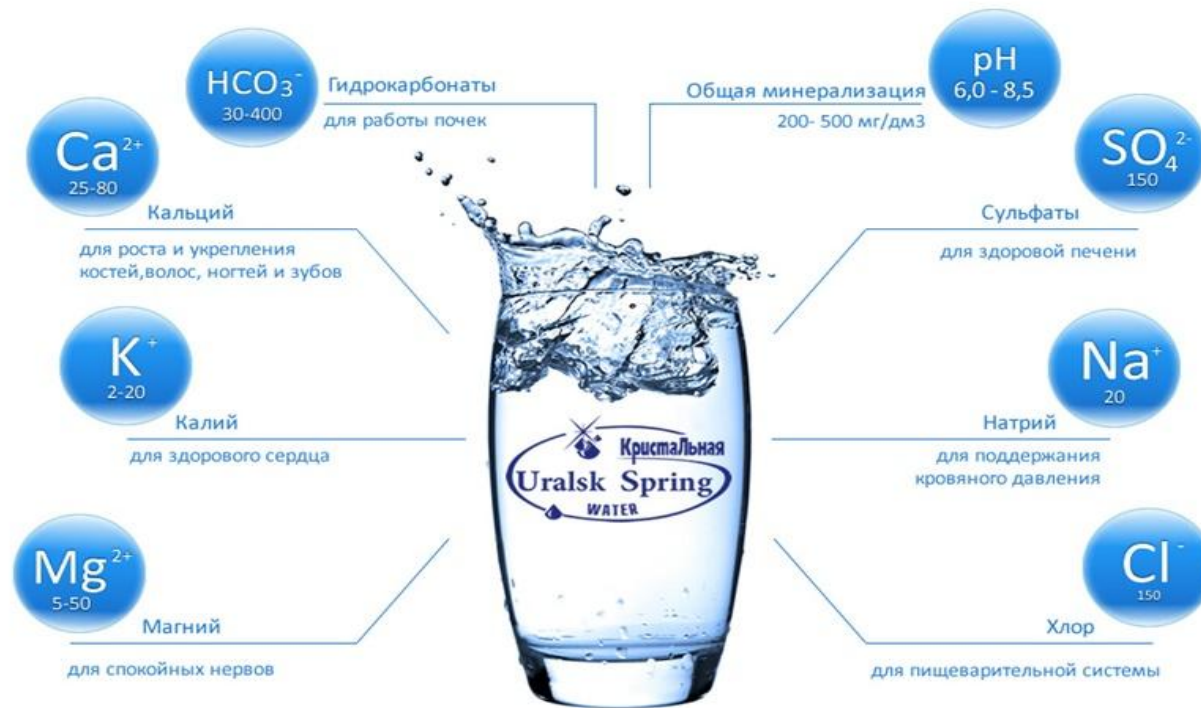 HCO₃⁻
30-400
Гидрокарбонаты
для работы почек
Ca²⁺
25-80
Кальций
для роста и укрепления
костей,волос, ногтей и зубов
K⁺
2-20
Калий
для здорового сердца
Mg²⁺
5-50
Магний
для спокойных нервов
КристаЛьная
Uralsk Spring
WATER
pH
6,0 - 8,5
Общая минерализация
200- 500 мг/дм3
SO₄²⁻
150
Сульфаты
для здоровой печени
Na⁺
20
Натрий
для поддержания
кровяного давления
Cl⁻
150
Хлор
для пищеварительной системы